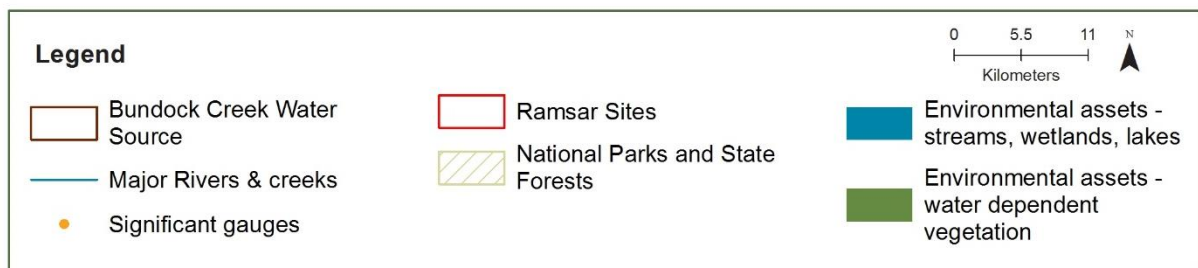 Legend
0 5.5 11
Kilometers
N
Bundock Creek Water
Source
Major Rivers & creeks
Significant gauges
Ramsar Sites
National Parks and State
Forests
Environmental assets -
streams, wetlands, lakes
Environmental assets -
water dependent
vegetation